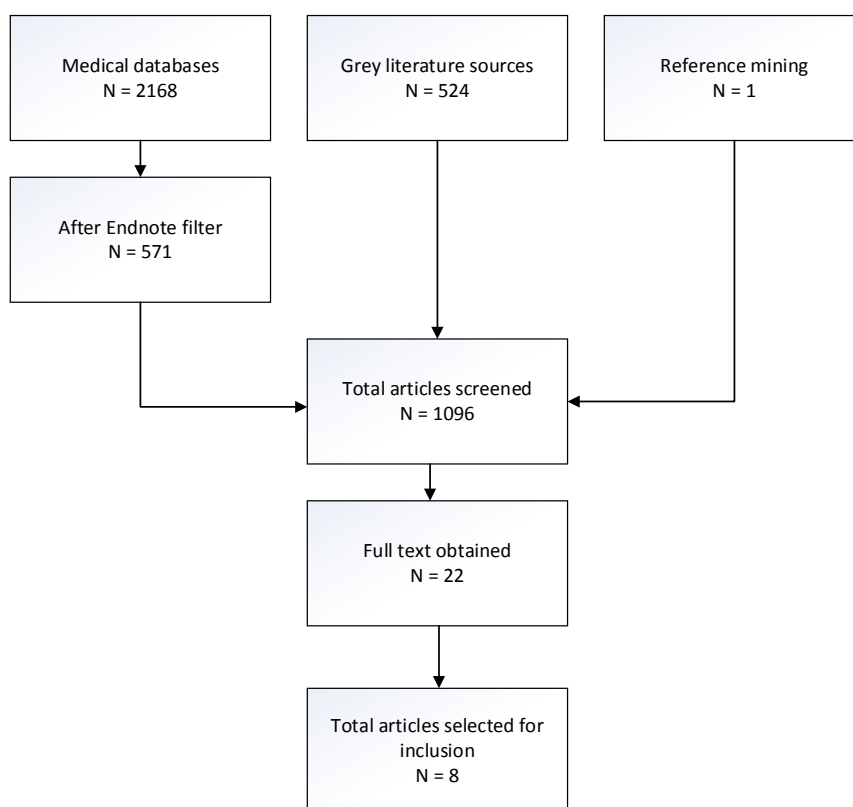 Medical databases
N = 2168
Grey literature sources
N = 524
Reference mining
N = 1
After Endnote filter
N = 571
Total articles screened
N = 1096
Full text obtained
N = 22
Total articles selected for
inclusion
N = 8